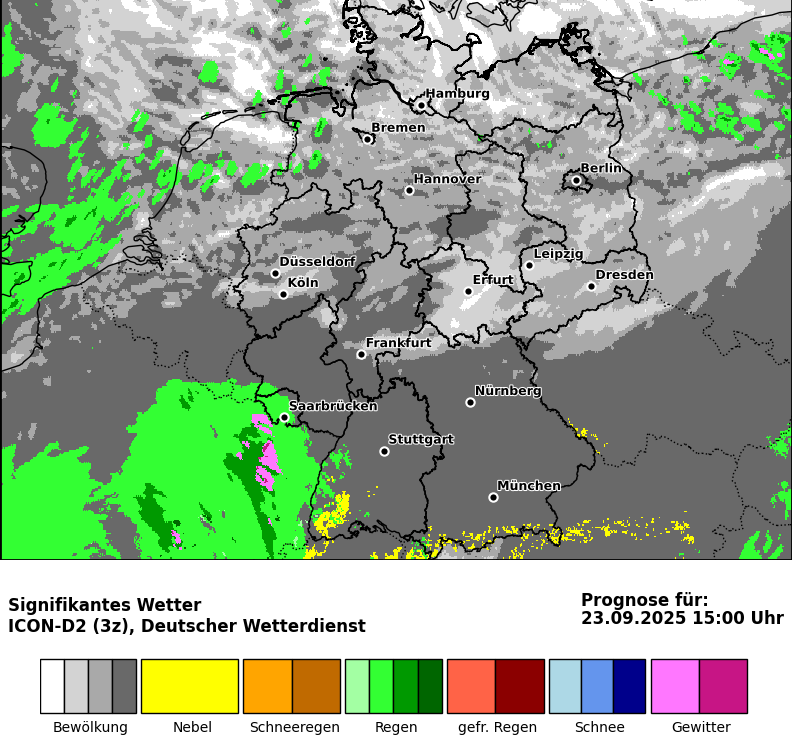 Hamburg
Bremen
Berlin
Hannover
Leipzig
Düsseldorf
Dresden
Erfurt
Köln
Frankfurt
Nürnberg
Saarbrücken
Stuttgart
München
Signifikantes Wetter
ICON-D2 (3z), Deutscher Wetterdienst
Prognose für:
23.09.2025 15:00 Uhr
Bewölkung Nebel Schneeregen Regen gefr. Regen Schnee Gewitter